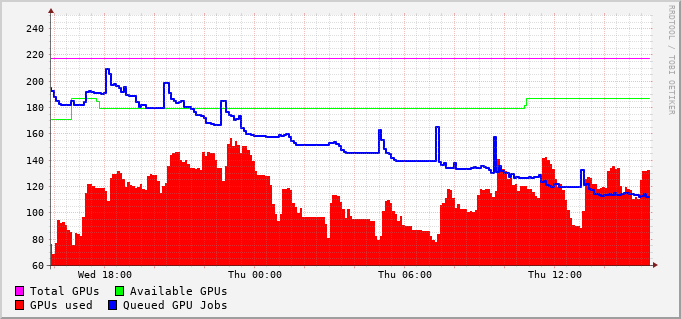 RRDTOOL / TOBI OETIKER
240
220
200
180
160
140
120
100
80
60
Wed 18:00 Thu 00:00 Thu 06:00 Thu 12:00
Total GPUs Available GPUs
GPUs used Queued GPU Jobs